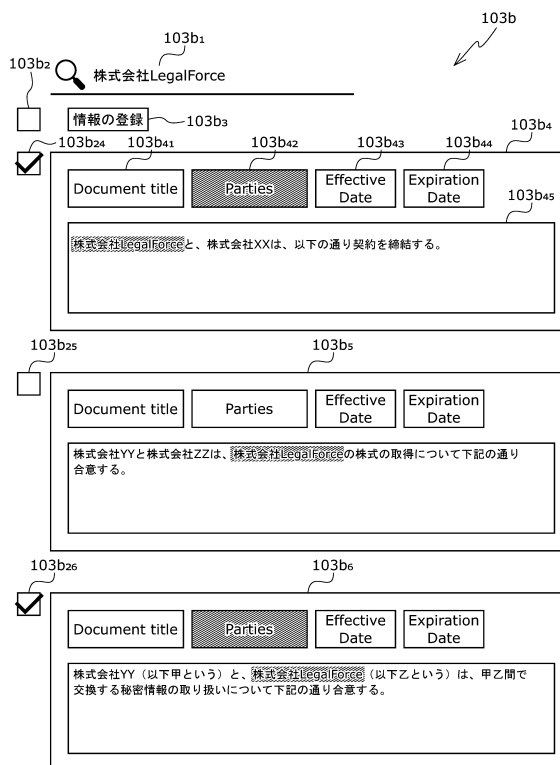 103b
103b₁
103b₂
株式会社LegalForce
情報の登録
103b₃
103b₂₄
103b₄₁
103b₄₂
103b₄₃
103b₄₄
103b₄
Document title
Parties
Effective
Date
Expiration
Date
103b₄₅
株式会社LegalForceと、株式会社XXは、以下の通り契約を締結する。
103b₂₅
103b₅
Document title
Parties
Effective
Date
Expiration
Date
株式会社YYと株式会社ZZは、株式会社LegalForceの株式の取得について下記の通り
合意する。
103b₂₆
103b₆
Document title
Parties
Effective
Date
Expiration
Date
株式会社YY（以下甲という）と、株式会社LegalForce（以下乙という）は、甲乙間で
交換する秘密情報の取り扱いについて下記の通り合意する。